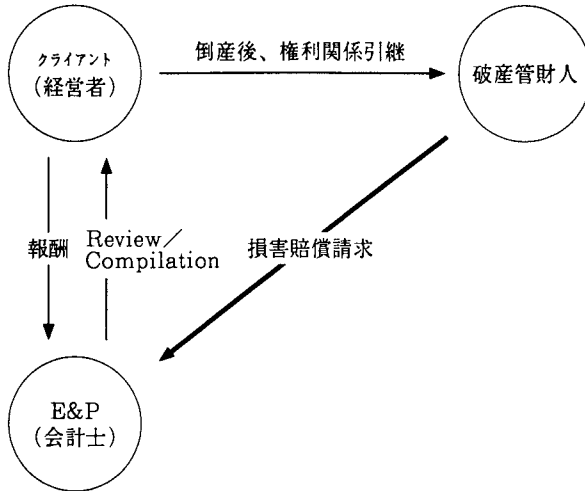 クライアント
(経営者)
倒産後、権利関係引継
破産管財人
報酬
Review/
Compilation
損害賠償請求
E&P
(会計士)